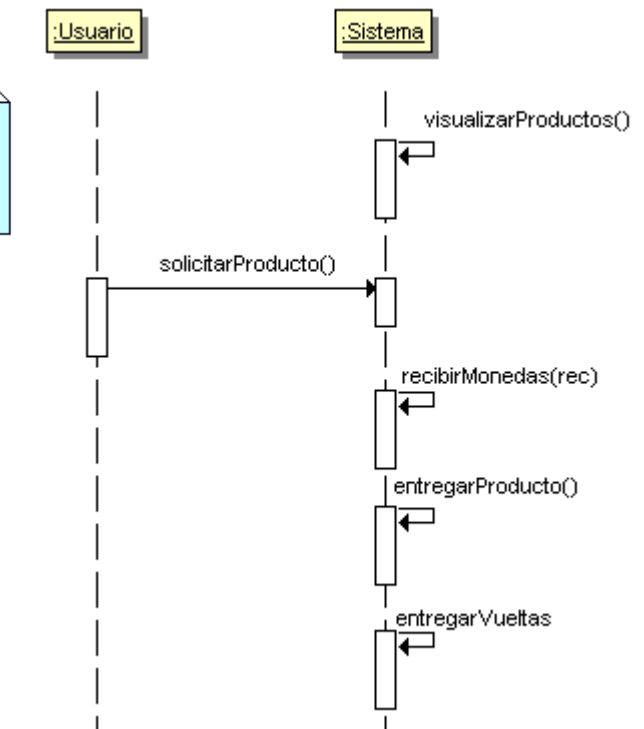 :Usuario
:Sistema
visualizarProductos()
solicitarProducto()
recibirMonedas(rec)
entregarProducto()
entregarVueltas